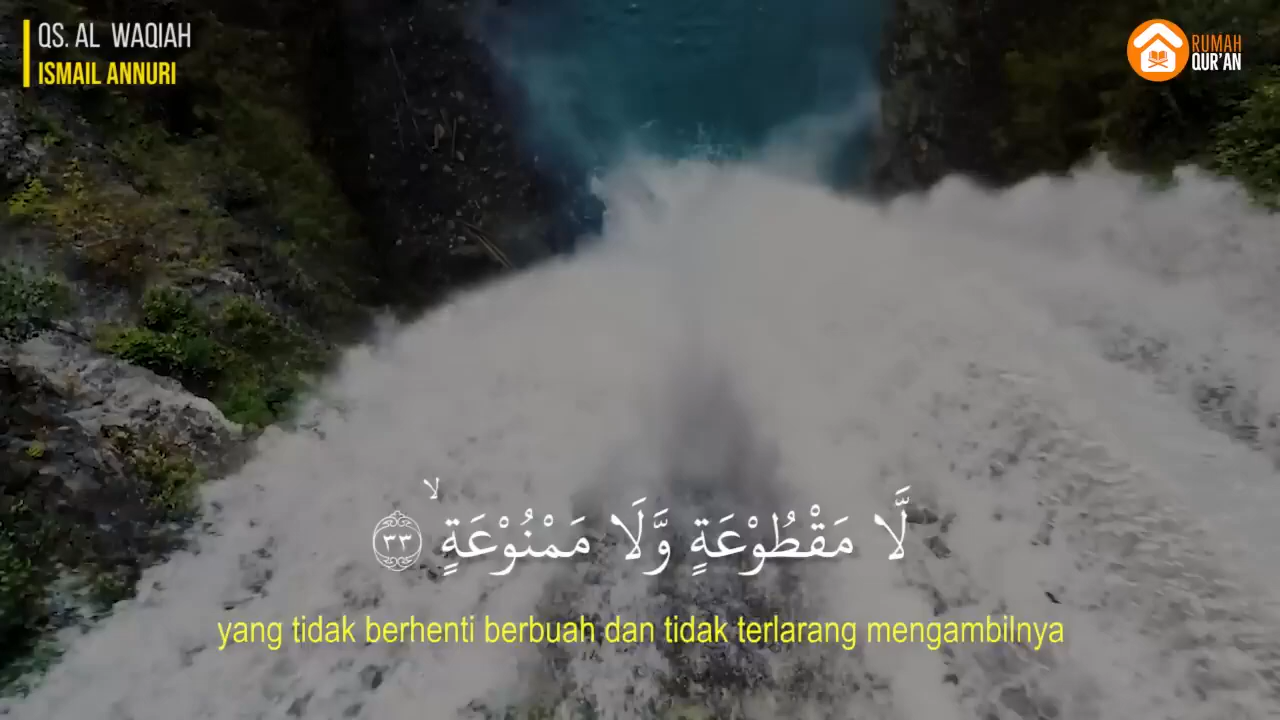 QS. AL WAQIAH
ISMAIL ANNURI
RUMAH
QUR'AN
لَّا مَقْطُوْعَةٍ وَّلَا مَمْنُوْعَةٍۙ ٣٣
yang tidak berhenti berbuah dan tidak terlarang mengambilnya